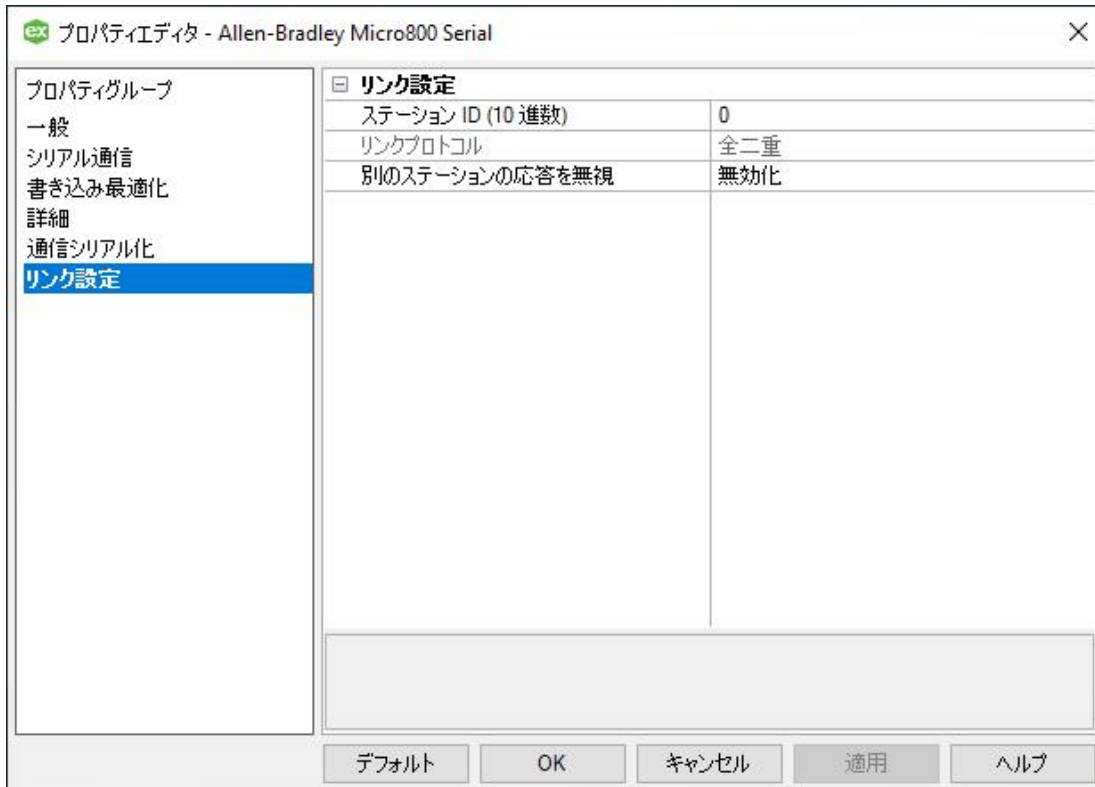 ex プロパティエディタ - Allen-Bradley Micro800 Serial
プロパティグループ
一般
シリアル通信
書き込み最適化
詳細
通信シリアル化
リンク設定
リンク設定
ステーション ID (10 進数) 0
リンクプロトコル 全二重
別のステーションの応答を無視 無効化
デフォルト OK キャンセル 適用 ヘルプ